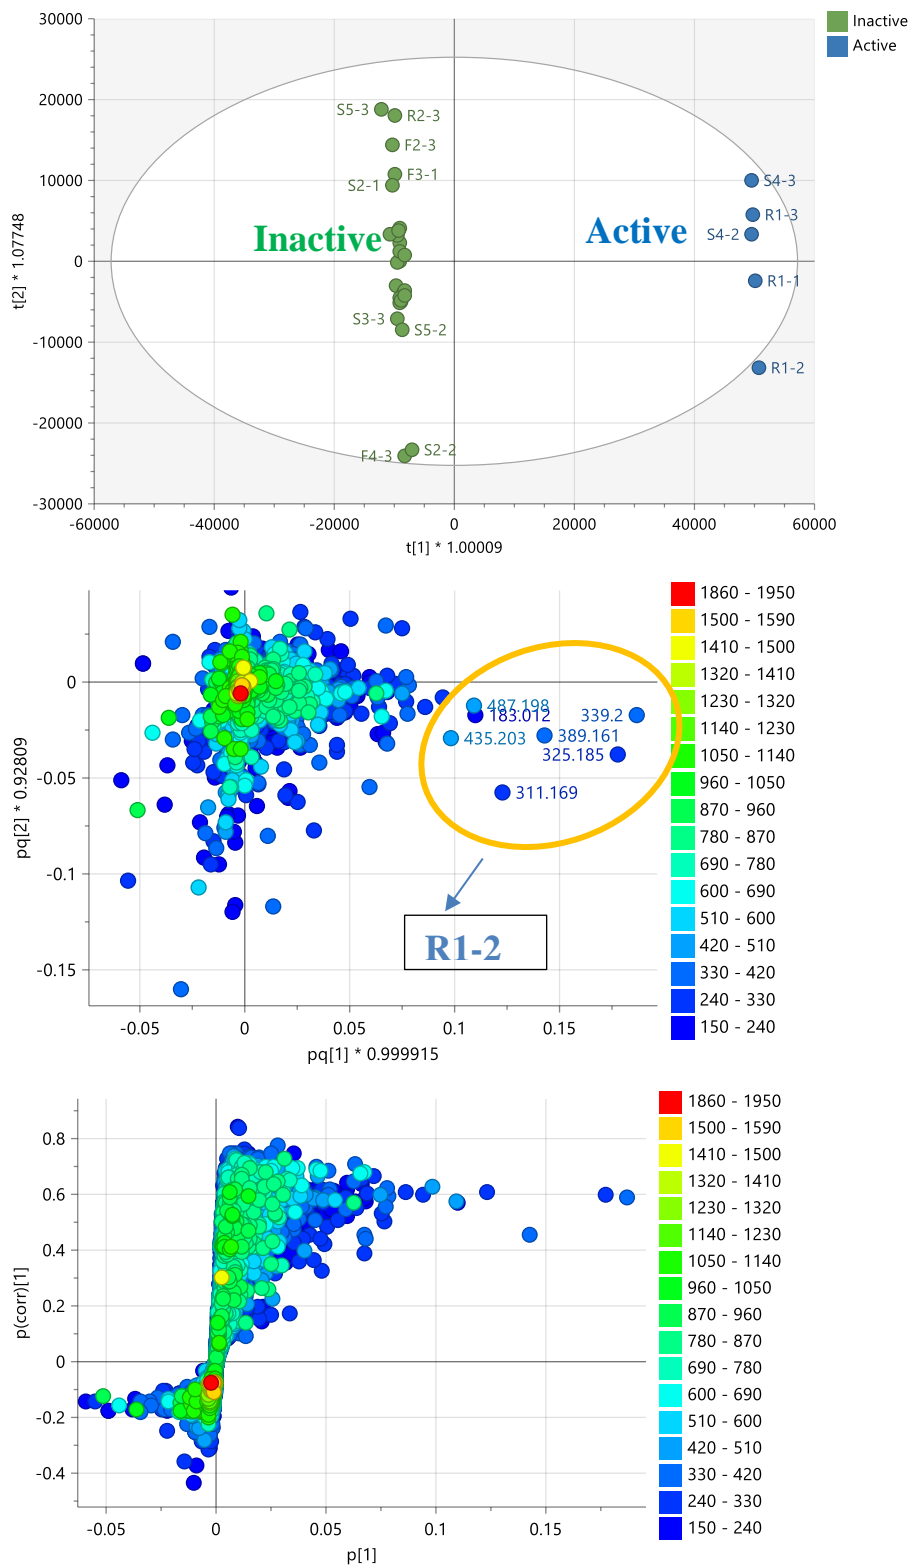 30000
Inactive
Active
20000
S5-3
R2-3
F2-3
F3-1
S2-1
10000
S4-3
R1-3
S4-2
Inactive
Active
0
R1-1
S3-3
S5-2
-10000
R1-2
-20000
S2-2
F4-3
-30000
-60000 -40000 -20000 0 20000 40000 60000
t[1] * 1.00009
t[2] * 1.07748
0
-0.05
-0.1
-0.15
pq[2] * 0.92809
487.198
183.012
339.2
435.203
389.161
325.185
311.169
R1-2
-0.05 0 0.05 0.1 0.15
pq[1] * 0.999915
1860 - 1950
1500 - 1590
1410 - 1500
1320 - 1410
1230 - 1320
1140 - 1230
1050 - 1140
960 - 1050
870 - 960
780 - 870
690 - 780
600 - 690
510 - 600
420 - 510
330 - 420
240 - 330
150 - 240
0.8
0.6
0.4
0.2
0
-0.2
-0.4
p(corr)[1]
-0.05 0 0.05 0.1 0.15
p[1]
1860 - 1950
1500 - 1590
1410 - 1500
1320 - 1410
1230 - 1320
1140 - 1230
1050 - 1140
960 - 1050
870 - 960
780 - 870
690 - 780
600 - 690
510 - 600
420 - 510
330 - 420
240 - 330
150 - 240